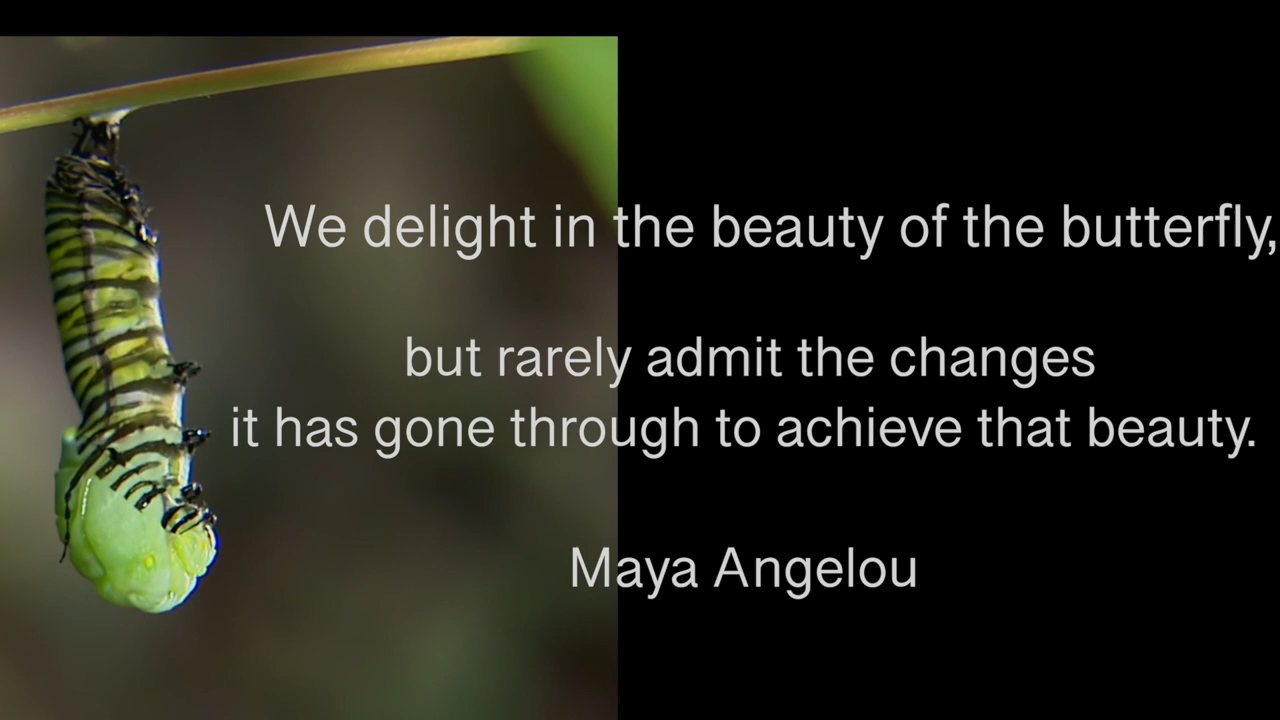 We delight in the beauty of the butterfly,
but rarely admit the changes
it has gone through to achieve that beauty.
Maya Angelou